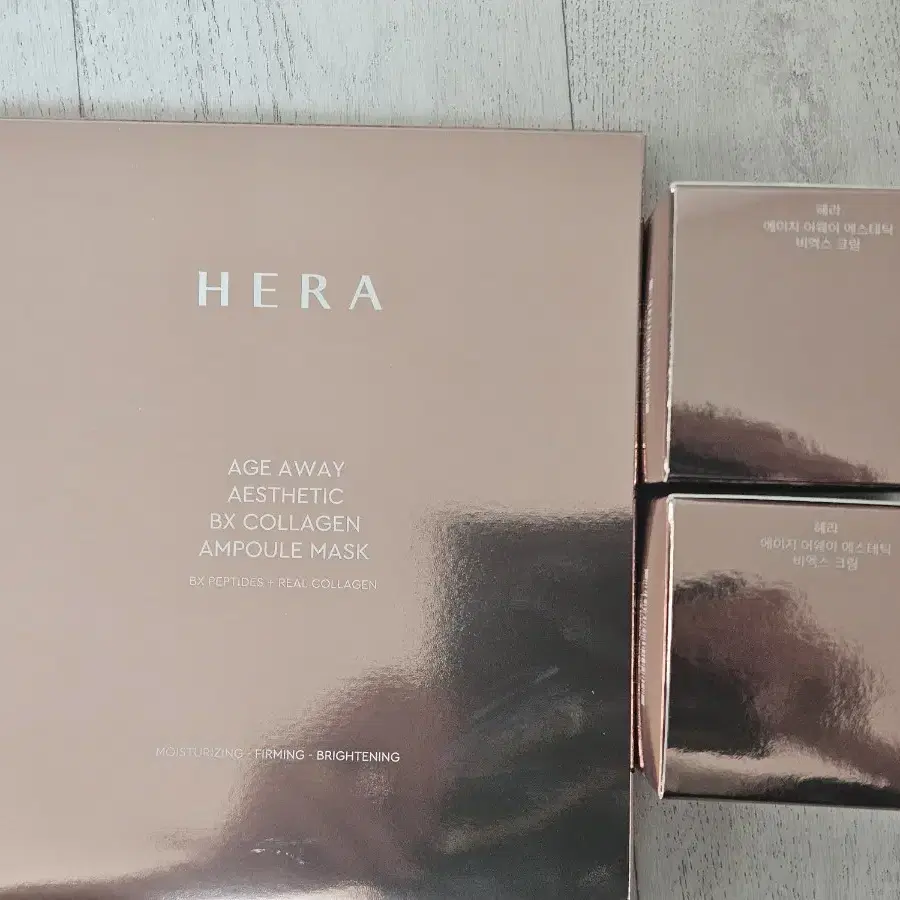 HERA
AGE AWAY
AESTHETIC
BX COLLAGEN
AMPOULE MASK
BX PEPTIDES + REAL COLLAGEN
MOISTURIZING - FIRMING - BRIGHTENING
헤라
에이지 어웨이 에스테틱
비엑스 크림
헤라
에이지 어웨이 에스테틱
비엑스 크림